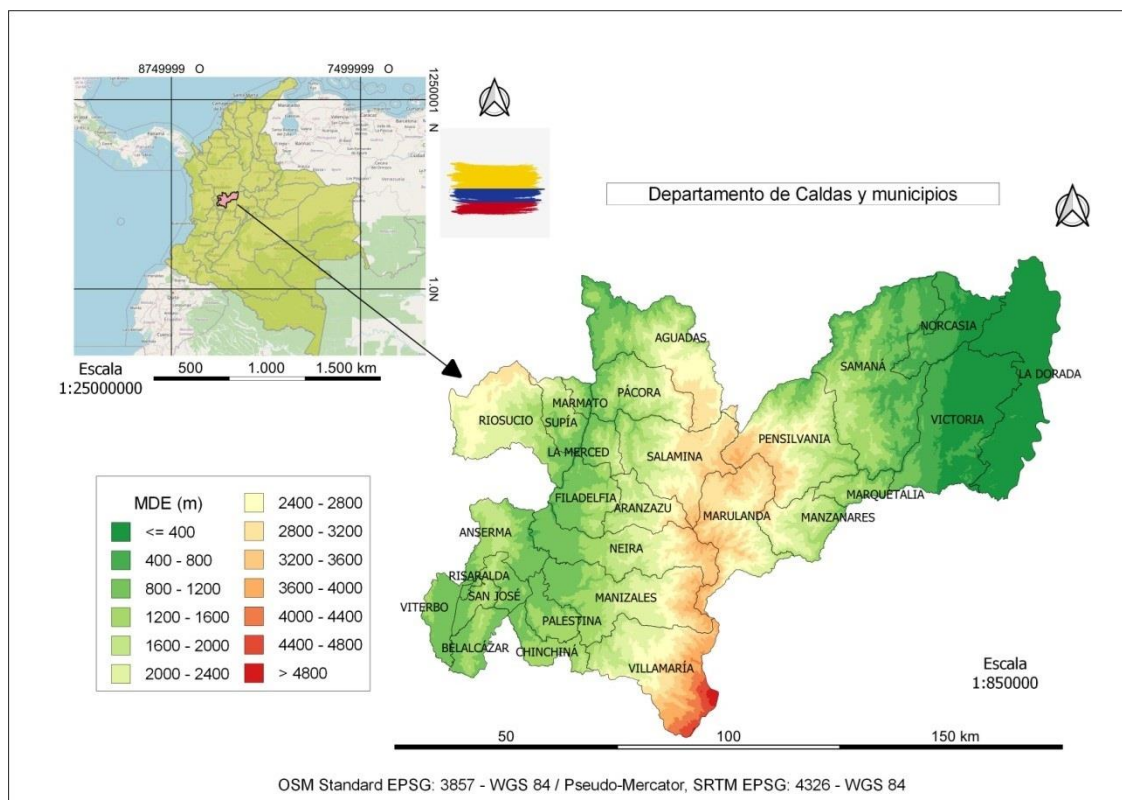 8749999 O
7499999 O
1250001 N
1.0N
Escala
1:25000000
500
1.000
1.500 km
Departamento de Caldas y municipios
AGUADAS
NORCASIA
SAMANÁ
LA DORADA
PÁCORA
MARMATO
RIOSUCIO
SUPÍA
VICTORIA
PENSILVANIA
LA MERCED
SALAMINA
FILADELFIA
MARQUETALIA
ARANZAZU
MARULANDA
MANZANARES
ANSERMA
NEIRA
RISARALDA
SAN JOSÉ
MANIZALES
VITERBO
PALESTINA
BELALCÁZAR
CHINCHINÁ
VILLAMARÍA
MDE (m)
<= 400
400 - 800
800 - 1200
1200 - 1600
1600 - 2000
2000 - 2400
2400 - 2800
2800 - 3200
3200 - 3600
3600 - 4000
4000 - 4400
4400 - 4800
> 4800
Escala
1:850000
50
100
150 km
OSM Standard EPSG: 3857 - WGS 84 / Pseudo-Mercator, SRTM EPSG: 4326 - WGS 84